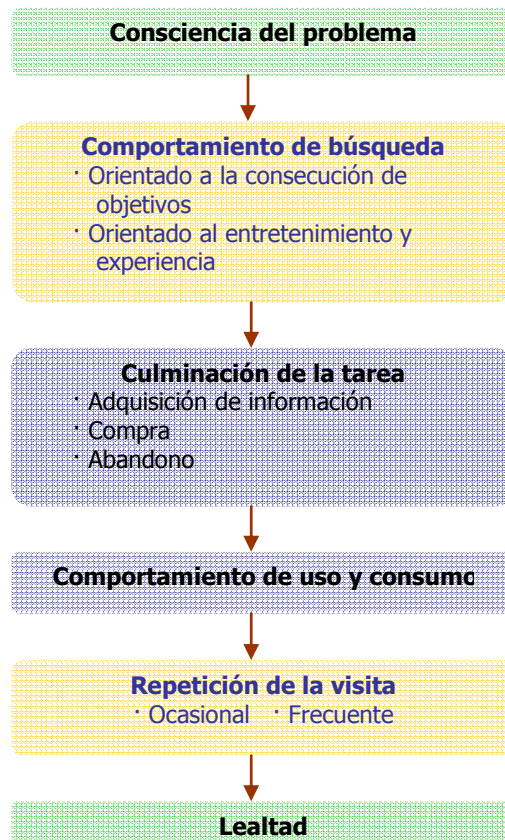 Consciencia del problema
Comportamiento de búsqueda
· Orientado a la consecución de
objetivos
· Orientado al entretenimiento y
experiencia
Culminación de la tarea
· Adquisición de información
· Compra
· Abandono
Comportamiento de uso y consumo
Repetición de la visita
· Ocasional · Frecuente
Lealtad